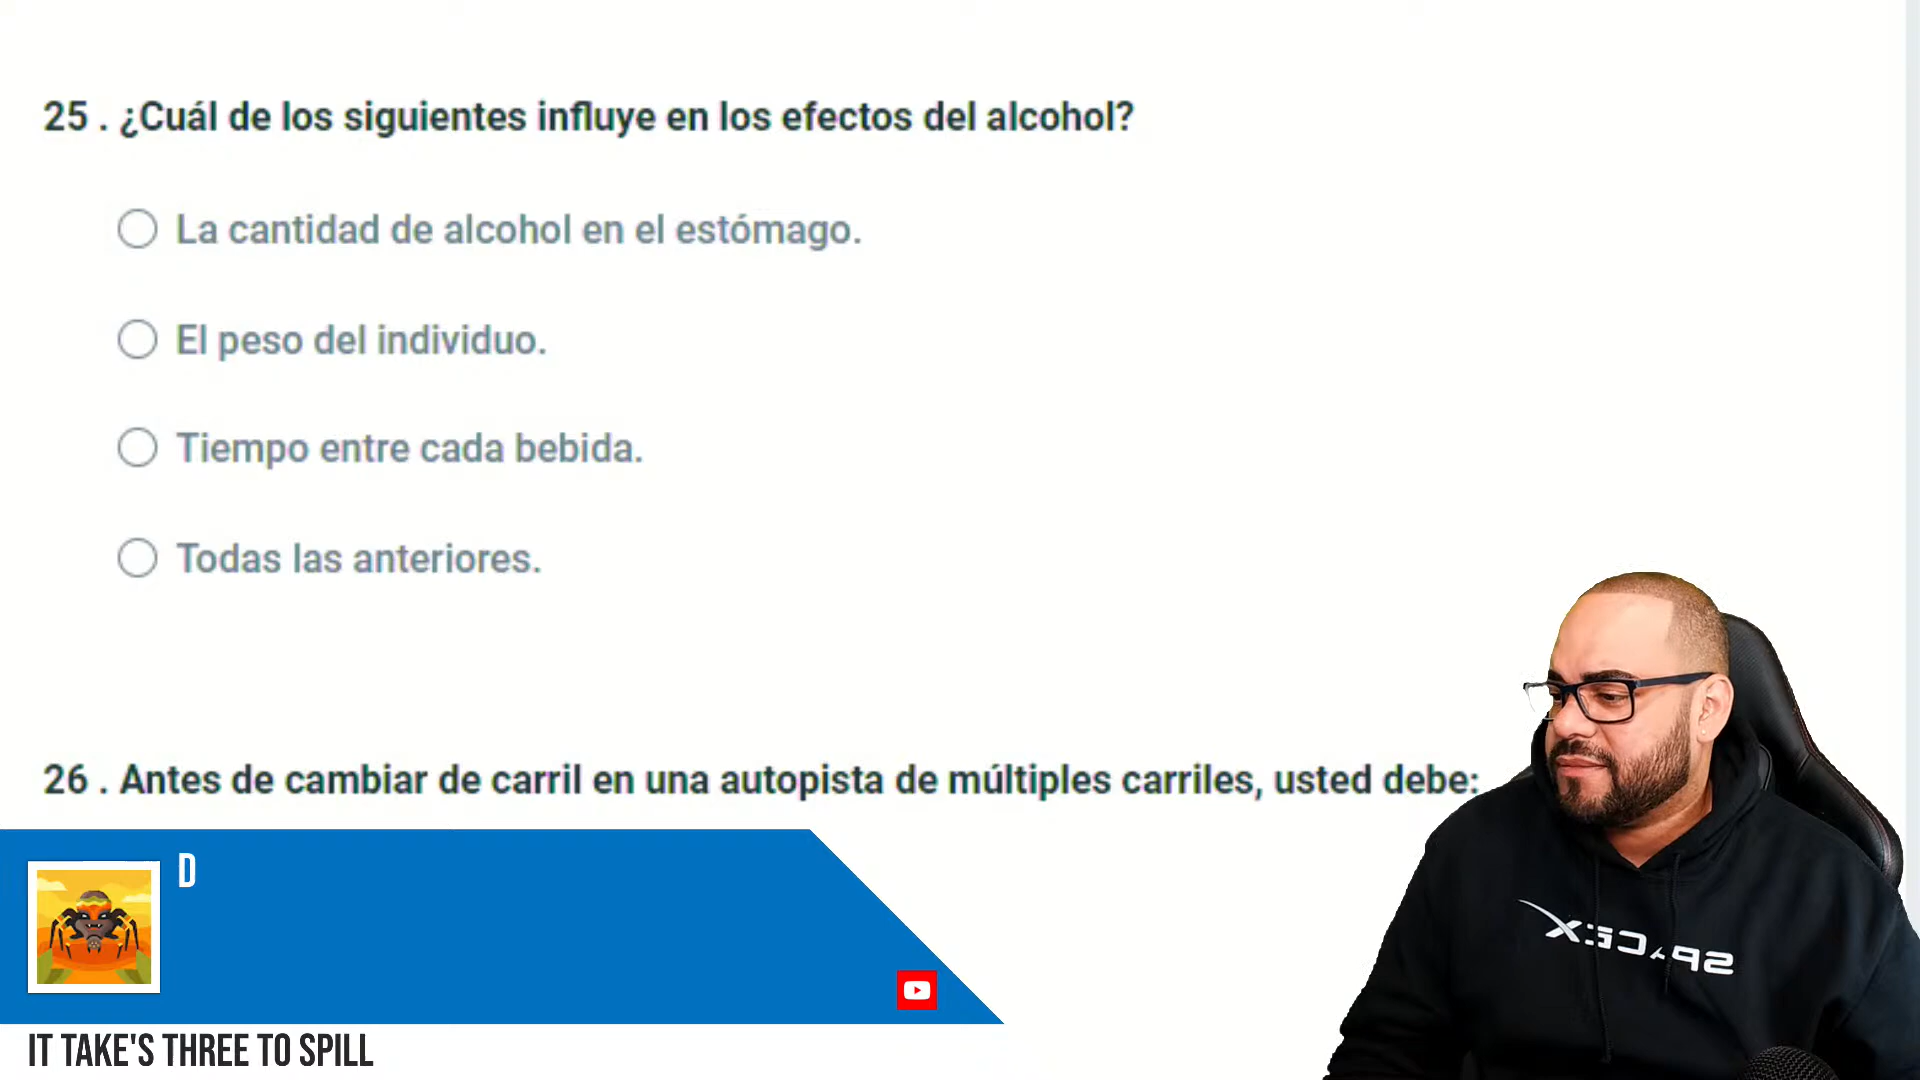 25 . ¿Cuál de los siguientes influye en los efectos del alcohol?
La cantidad de alcohol en el estómago.
El peso del individuo.
Tiempo entre cada bebida.
Todas las anteriores.
26 . Antes de cambiar de carril en una autopista de múltiples carriles, usted debe:
D
IT TAKE'S THREE TO SPILL
SPACEX